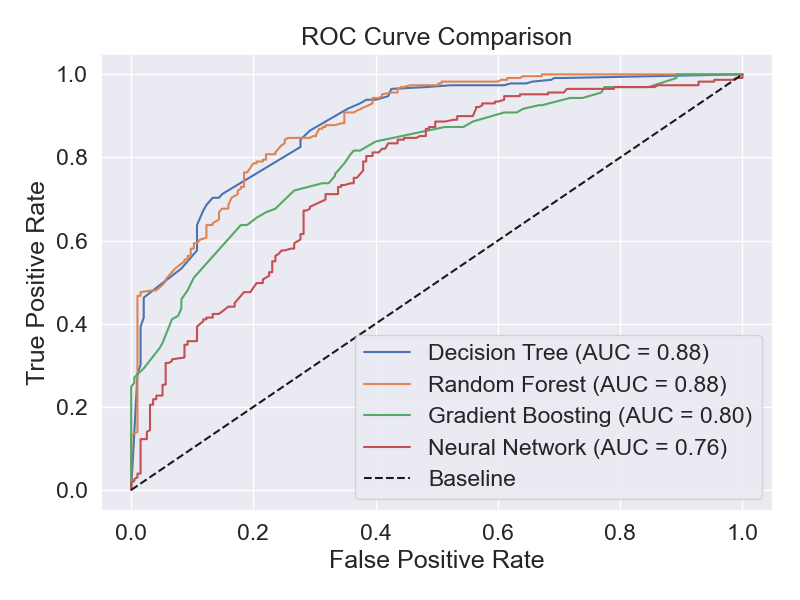 ROC Curve Comparison
1.0
0.8
0.6
0.4
0.2
0.0
True Positive Rate
Decision Tree (AUC = 0.88)
Random Forest (AUC = 0.88)
Gradient Boosting (AUC = 0.80)
Neural Network (AUC = 0.76)
Baseline
0.0 0.2 0.4 0.6 0.8 1.0
False Positive Rate